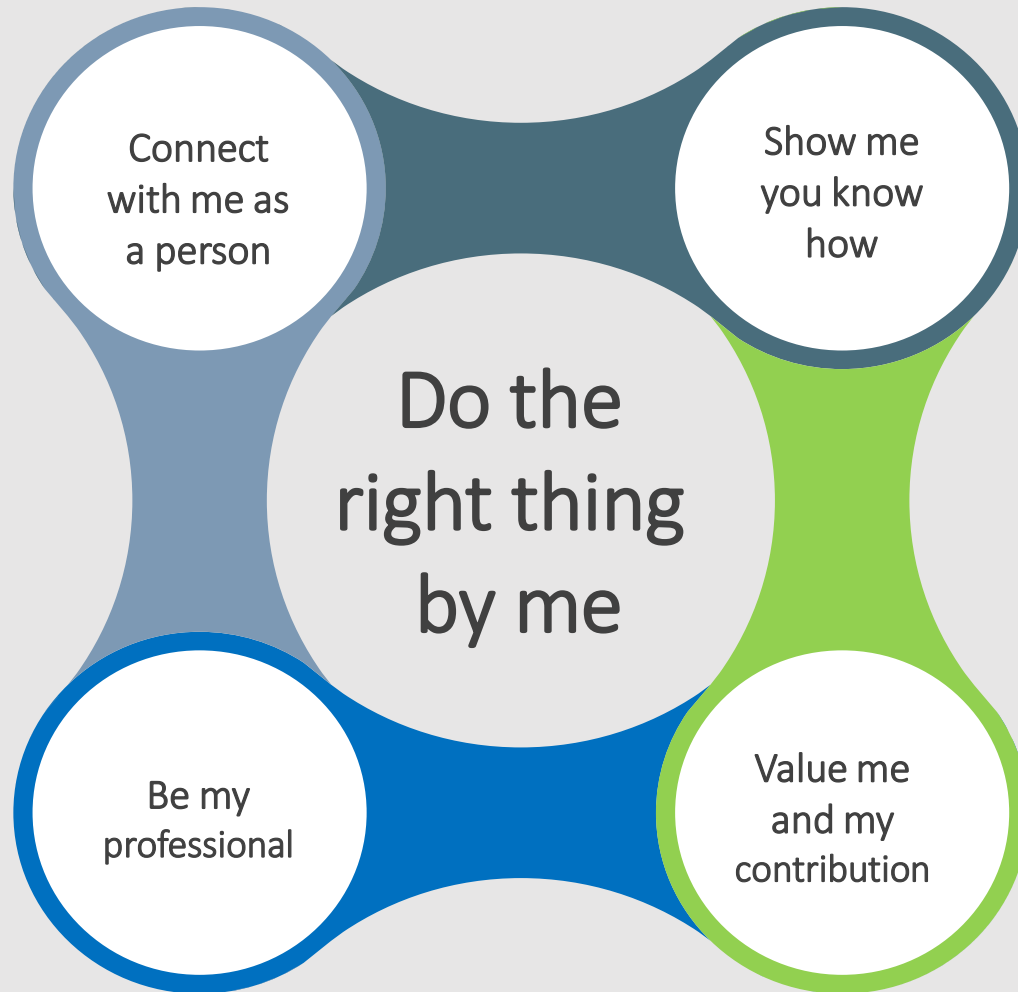 Connect
with me as
a person
Show me
you know
how
Do the
right thing
by me
Be my
professional
Value me
and my
contribution